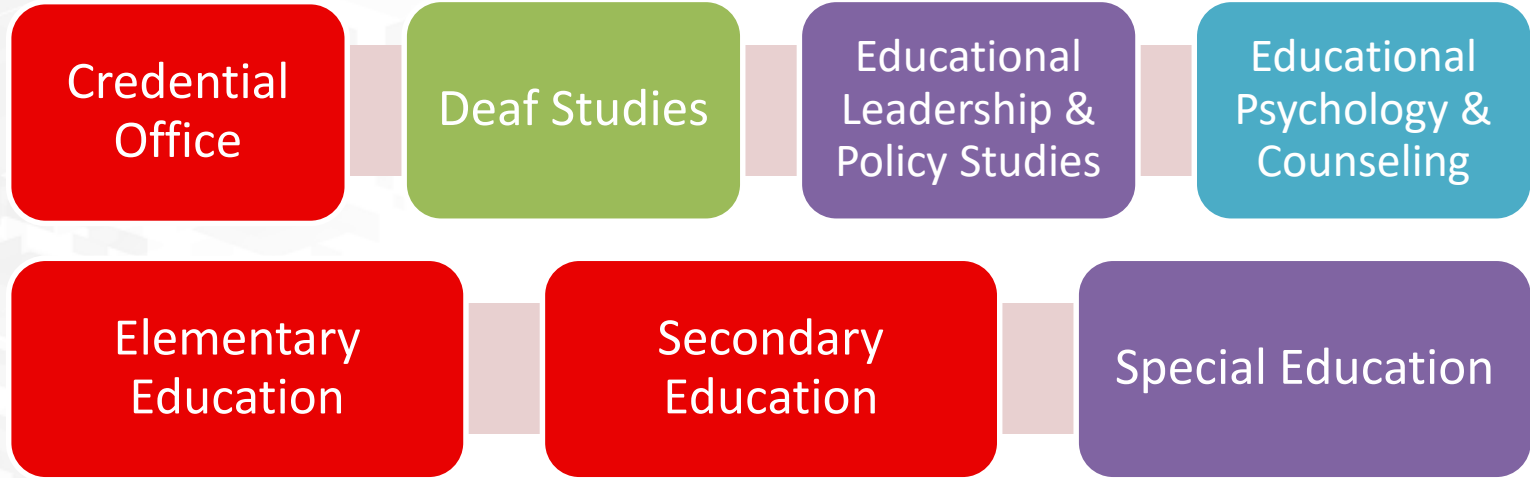 Credential
Office
Deaf Studies
Educational
Leadership &
Policy Studies
Educational
Psychology &
Counseling
Elementary
Education
Secondary
Education
Special Education